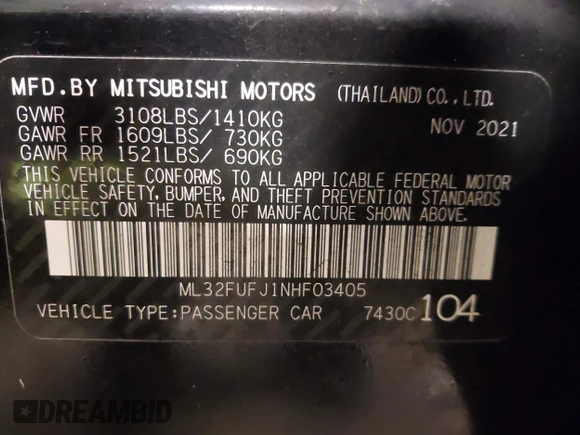 MFD.BY MITSUBISHI MOTORS (THAILAND)CO.,LTD.
GVWR 3108LBS/1410KG NOV 2021
GAWR FR 1609LBS/ 730KG
GAWR RR 1521LBS/ 690KG
THIS VEHICLE CONFORMS TO ALL APPLICABLE FEDERAL MOTOR
VEHICLE SAFETY, BUMPER, AND THEFT PREVENTION STANDARDS
IN EFFECT ON THE DATE OF MANUFACTURE SHOWN ABOVE.
ML32FUFJ1NHF03405
VEHICLE TYPE:PASSENGER CAR 7430C 104
DREAMBID